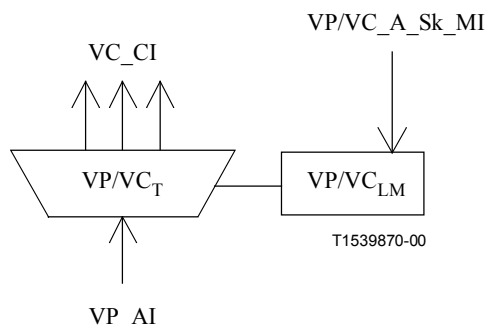 VP/VC_A_Sk_MI
VC_CI
VP/VC_T
VP/VC_LM
T1539870-00
VP_AI